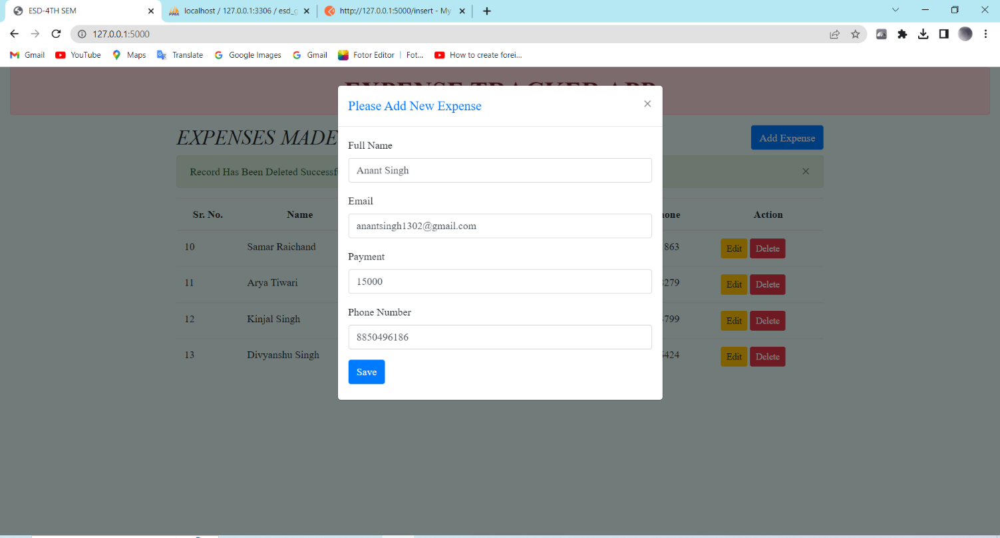 ESD-4TH SEM
localhost / 127.0.0.1:3306 / esd_
http://127.0.0.1:5000/insert - My
127.0.0.1:5000
Gmail YouTube Maps Translate Google Images Gmail Fotor Editor | Fot... How to create forei...
EXPENSE TRACKER APP
Please Add New Expense
EXPENSES MADE
Add Expense
Full Name
Anant Singh
Record Has Been Deleted Successf
Email
anantsingh1302@gmail.com
Sr. No. Name one Action
Payment
15000
10 Samar Raichand 863 Edit Delete
11 Arya Tiwari 279 Edit Delete
Phone Number
8850496186
12 Kinjal Singh 799 Edit Delete
13 Divyanshu Singh 424 Edit Delete
Save